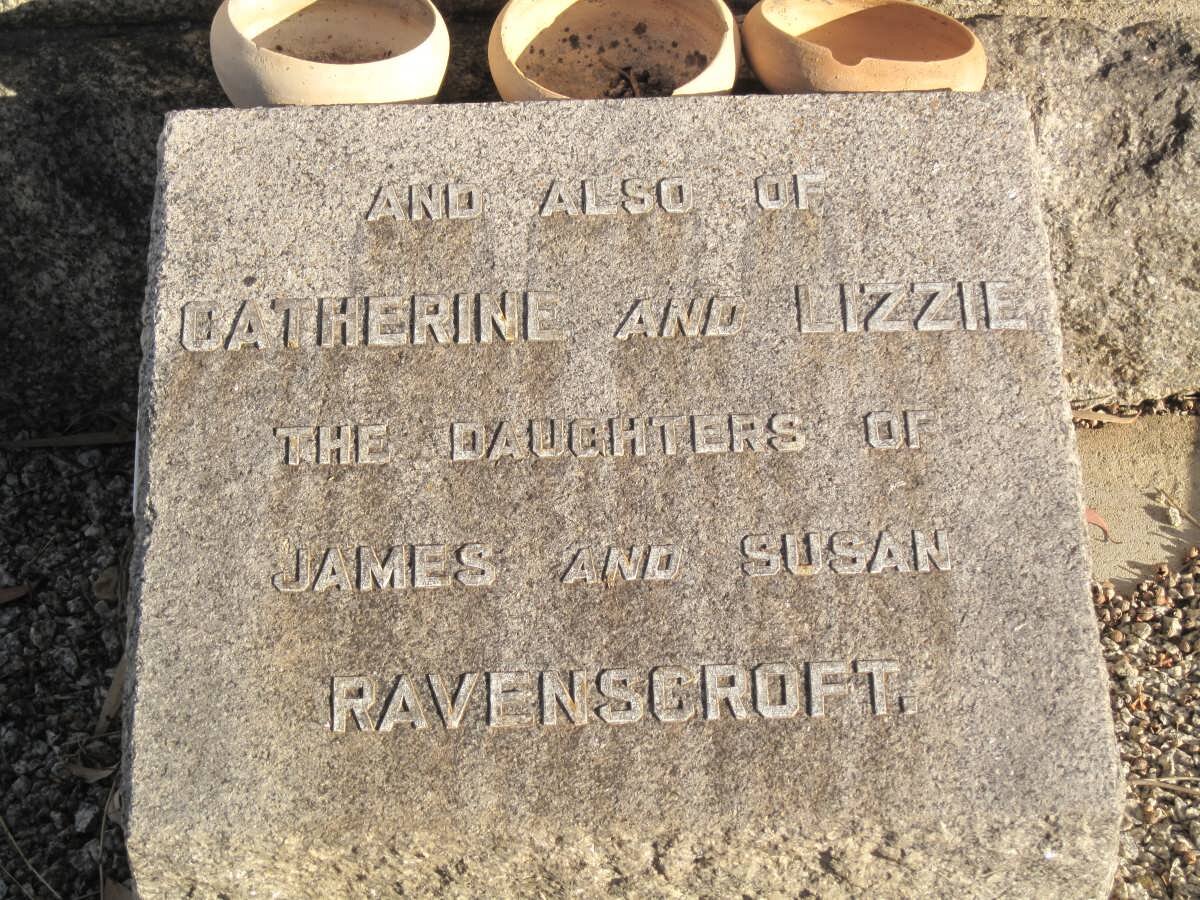 AND ALSO OF
CATHERINE AND LIZZIE
THE DAUGHTERS OF
JAMES AND SUSAN
RAVENSCROFT.